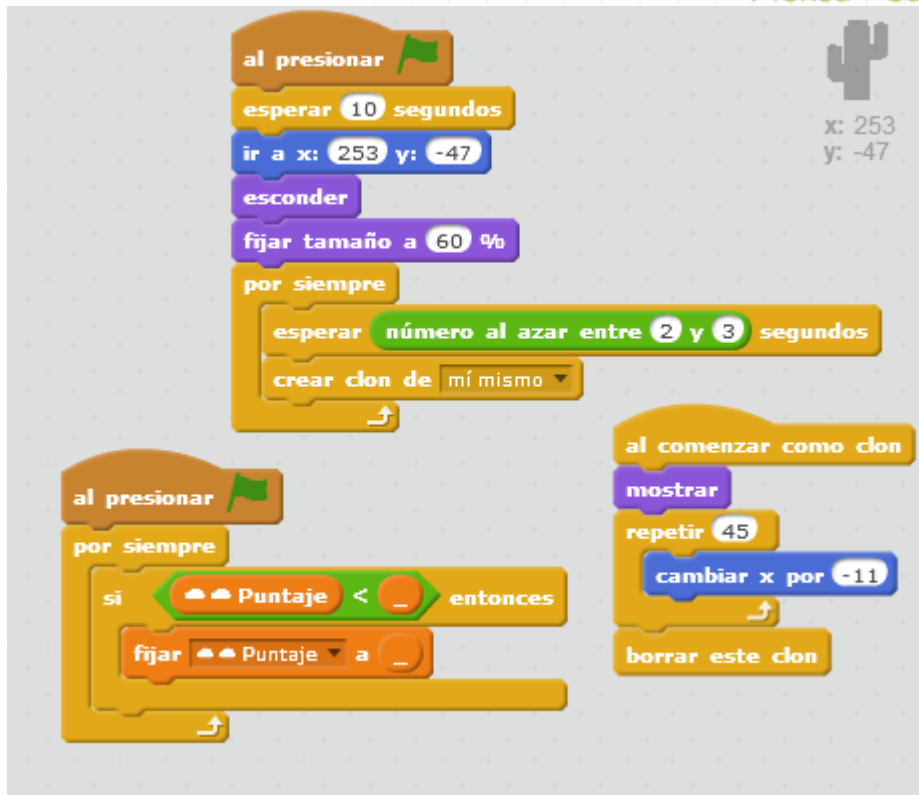 al presionar
esperar 10 segundos
ir a x: 253 y: -47
esconder
fijar tamaño a 60 %
por siempre
esperar número al azar entre 2 y 3 segundos
crear clon de mí mismo
x: 253
y: -47
al presionar
por siempre
si Puntaje < _ entonces
fijar Puntaje a _
al comenzar como clon
mostrar
repetir 45
cambiar x por -11
borrar este clon